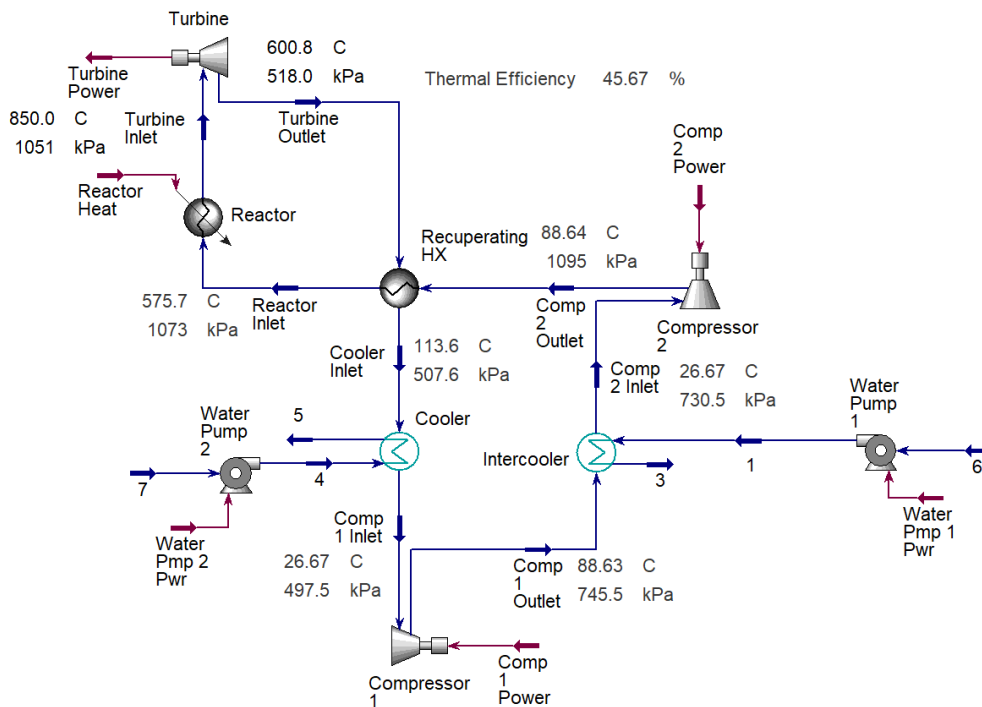 Turbine
600.8 C
518.0 kPa
Thermal Efficiency 45.67 %
Turbine
Power
850.0 C
1051 kPa
Turbine
Inlet
Turbine
Outlet
Comp
2
Power
Reactor
Heat
Reactor
Recuperating
HX
88.64 C
1095 kPa
575.7 C
1073 kPa
Reactor
Inlet
Comp
2
Outlet
Compressor
2
Cooler
Inlet
113.6 C
507.6 kPa
Comp
2 Inlet
26.67 C
730.5 kPa
Water
Pump
1
Water
Pump
2
5
Cooler
Intercooler
7
4
3
1
6
Water
Pmp 2
Pwr
Comp
1 Inlet
26.67 C
497.5 kPa
Comp
1
Outlet
88.63 C
745.5 kPa
Water
Pmp 1
Pwr
Compressor
1
Comp
1
Power